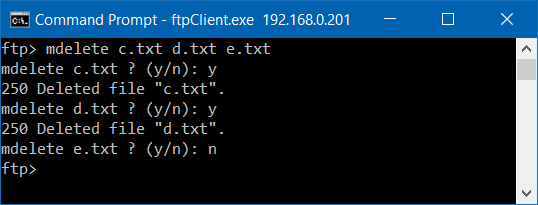 Command Prompt - ftpClient.exe 192.168.0.201
ftp> mdelete c.txt d.txt e.txt
mdelete c.txt ? (y/n): y
250 Deleted file "c.txt".
mdelete d.txt ? (y/n): y
250 Deleted file "d.txt".
mdelete e.txt ? (y/n): n
ftp>